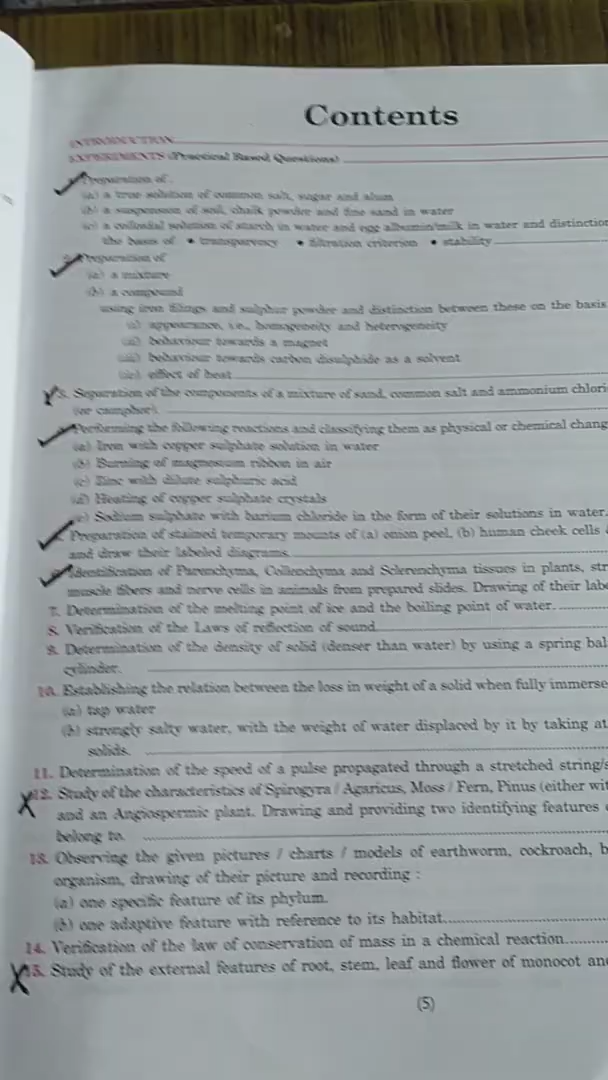 Contents
INTRODUCTION
EXPERIMENTS (Practical Based Questions)
Preparation of :
(a) a true solution of common salt, sugar and alum
(b) a suspension of soil, chalk powder and fine sand in water
(c) a colloidal solution of starch in water and egg albumin/milk in water and distinction
the basis of • transparency • filtration criterion • stability
Preparation of
(a) a mixture
(b) a compound
using iron filings and sulphur powder and distinction between these on the basis
(i) appearance, i.e., homogeneity and heterogeneity
(ii) behaviour towards a magnet
(iii) behaviour towards carbon disulphide as a solvent
(iv) effect of heat
3. Separation of the components of a mixture of sand, common salt and ammonium chlori
(or camphor).
Performing the following reactions and classifying them as physical or chemical chang
(a) Iron with copper sulphate solution in water
(b) Burning of magnesium ribbon in air
(c) Zinc with dilute sulphuric acid
(d) Heating of copper sulphate crystals
(e) Sodium sulphate with barium chloride in the form of their solutions in water.
Preparation of stained temporary mounts of (a) onion peel, (b) human cheek cells
and draw their labeled diagrams.
Identification of Parenchyma, Collenchyma and Sclerenchyma tissues in plants, str
muscle fibers and nerve cells in animals from prepared slides. Drawing of their labe
7. Determination of the melting point of ice and the boiling point of water.
8. Verification of the Laws of reflection of sound.
9. Determination of the density of solid (denser than water) by using a spring bal
cylinder.
10. Establishing the relation between the loss in weight of a solid when fully immerse
(a) tap water
(b) strongly salty water, with the weight of water displaced by it by taking at
solids.
11. Determination of the speed of a pulse propagated through a stretched string/s
12. Study of the characteristics of Spirogyra / Agaricus, Moss / Fern, Pinus (either wit
and an Angiospermic plant. Drawing and providing two identifying features
belong to.
13. Observing the given pictures / charts / models of earthworm, cockroach, b
organism, drawing of their picture and recording :
(a) one specific feature of its phylum.
(b) one adaptive feature with reference to its habitat.
14. Verification of the law of conservation of mass in a chemical reaction.
15. Study of the external features of root, stem, leaf and flower of monocot an
(5)